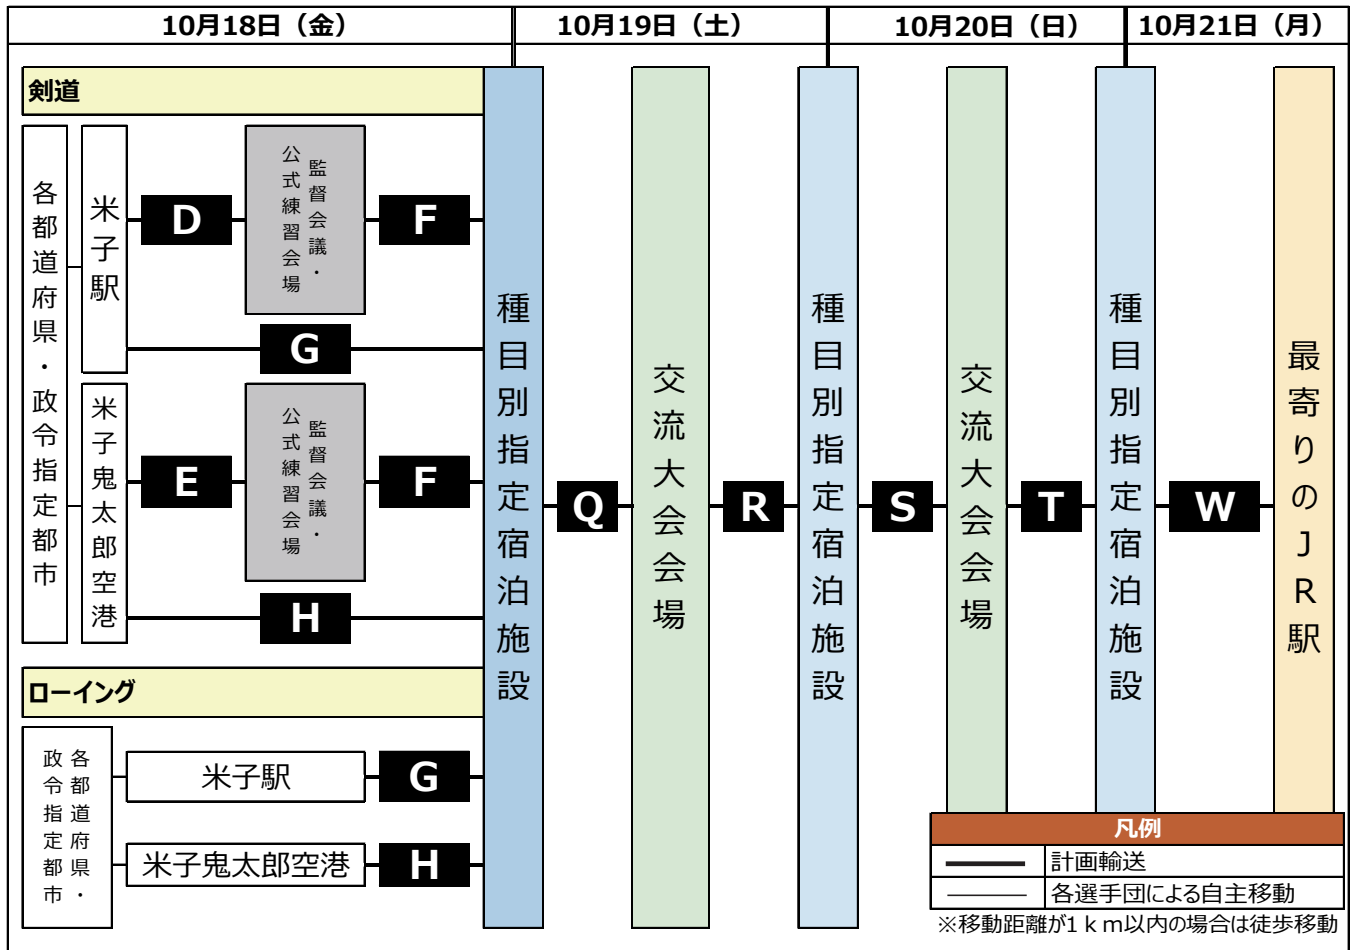 10月18日（金）
10月19日（土）
10月20日（日）
10月21日（月）
剣道
各都道府県・政令指定都市
米子駅
D
監督会議・
公式練習会場
F
G
米子鬼太郎空港
E
監督会議・
公式練習会場
F
H
ローイング
各都道府県・
政令指定都市
米子駅
G
米子鬼太郎空港
H
種目別指定宿泊施設
Q
交流大会会場
R
種目別指定宿泊施設
S
交流大会会場
T
種目別指定宿泊施設
W
最寄りのJR駅
凡例
計画輸送
各選手団による自主移動
※移動距離が1ｋｍ以内の場合は徒歩移動